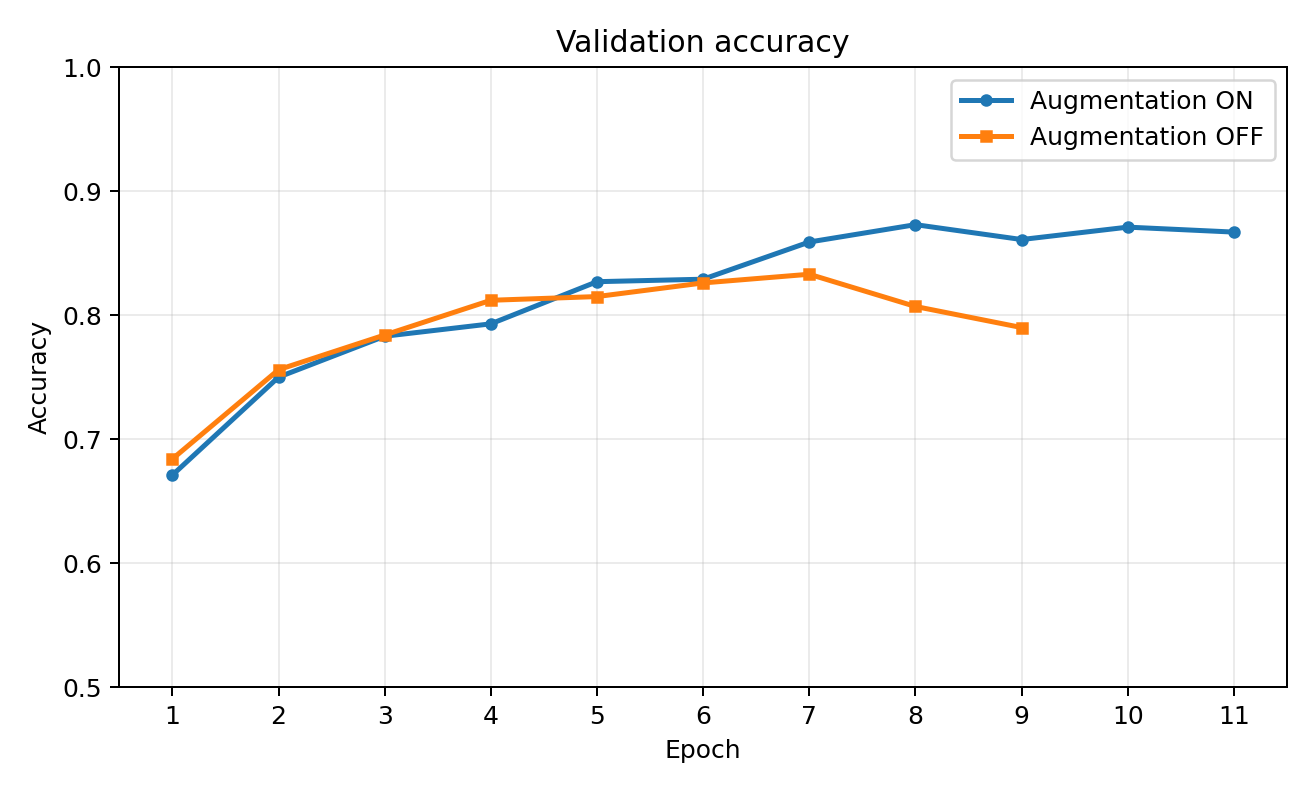 Validation accuracy
1.0
0.9
0.8
0.7
0.6
0.5
Accuracy
Augmentation ON
Augmentation OFF
1 2 3 4 5 6 7 8 9 10 11
Epoch